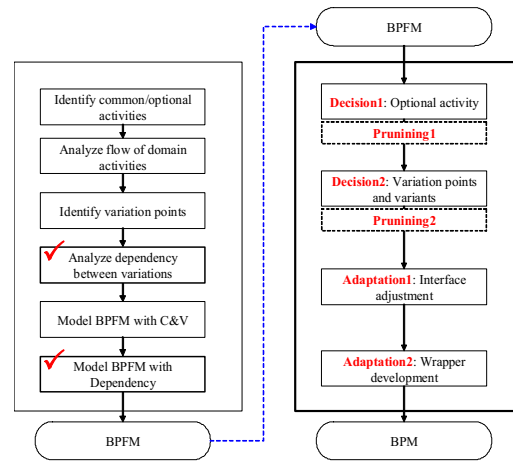 Identify common/optional
activities
Analyze flow of domain
activities
Identify variation points
Analyze dependency
between variations
Model BPFM with C&V
Model BPFM with
Dependency
BPFM
BPFM
Decision1: Optional activity
Prunining1
Decision2: Variation points
and variants
Prunining2
Adaptation1: Interface
adjustment
Adaptation2: Wrapper
development
BPM